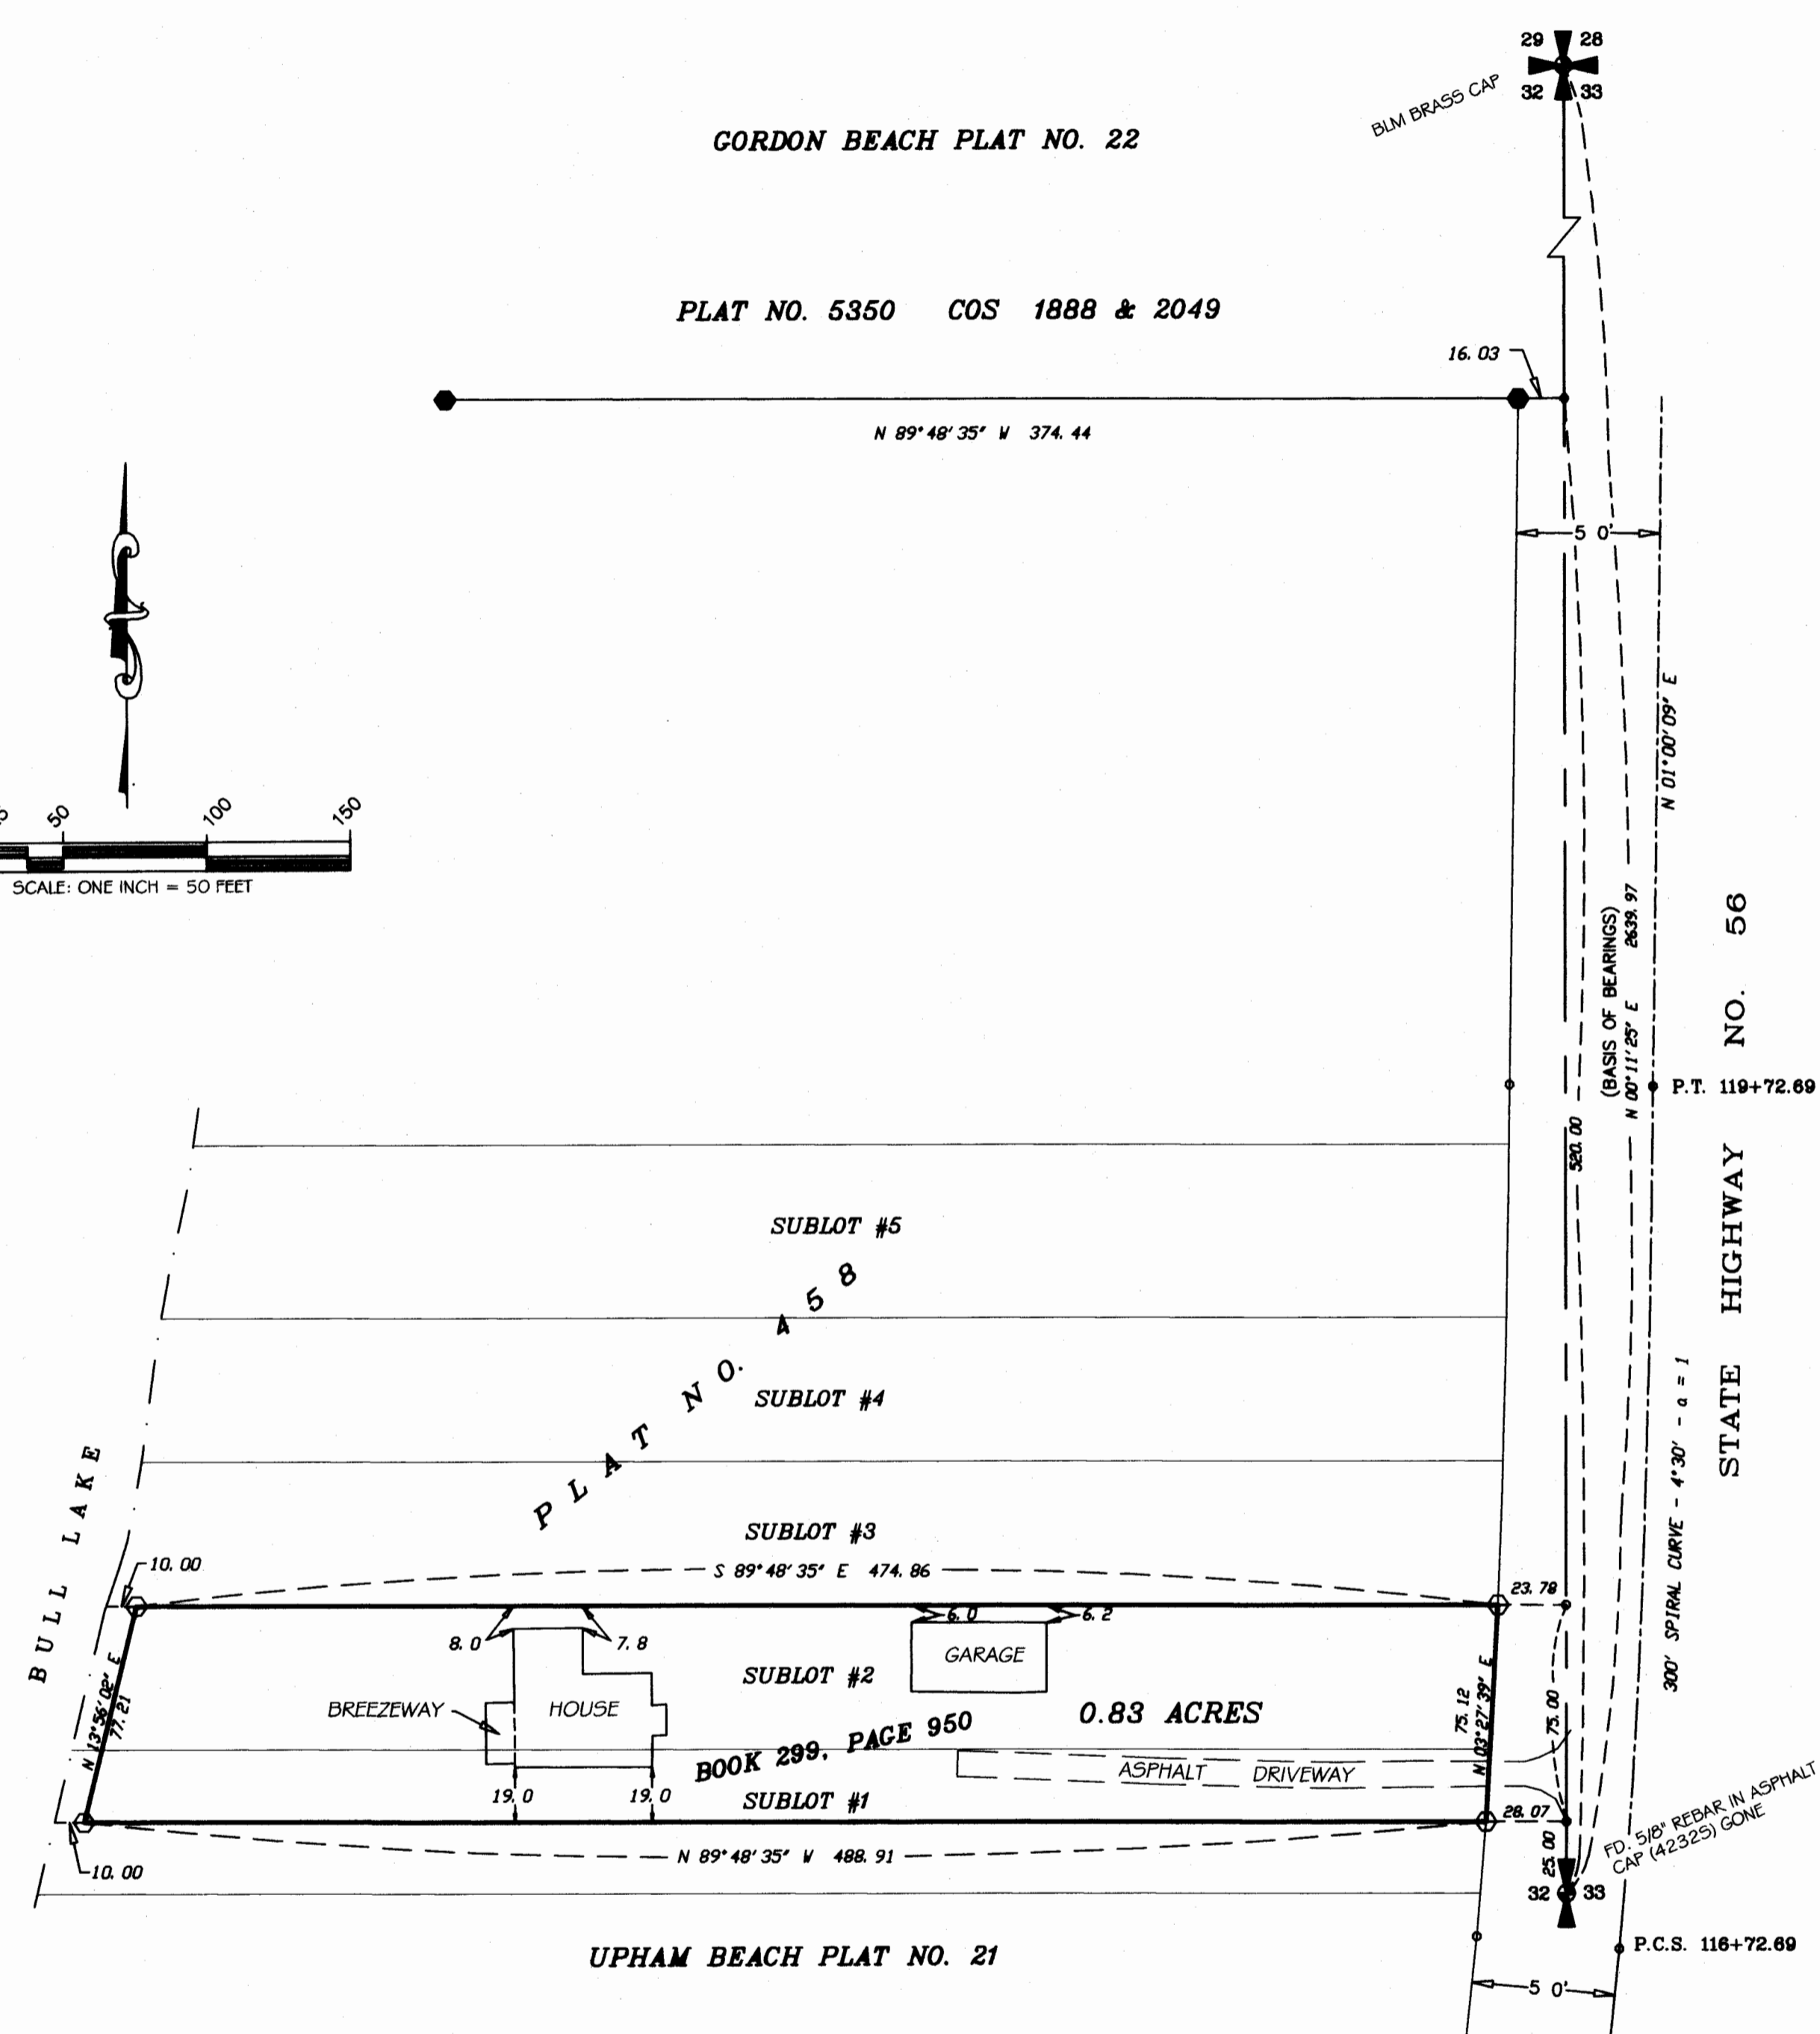 29 28
32 33
BLM BRASS CAP
GORDON BEACH PLAT NO. 22
PLAT NO. 5350 COS 1888 & 2049
16.03
N 89°48'35" W 374.44
5 0'
N 01°00'09" E
50 100 150
SCALE: ONE INCH = 50 FEET
(BASIS OF BEARINGS)
N 00°11'25" E 2639.97
STATE HIGHWAY NO. 56
P.T. 119+72.69
520.00
SUBLOT #5
PLAT NO. 458
SUBLOT #4
300' SPIRAL CURVE - 4°30' - a = 1
BULL LAKE
SUBLOT #3
10.00
S 89°48'35" E 474.86
23.78
8.0
7.8
6.0
6.2
GARAGE
SUBLOT #2
BREEZEWAY
HOUSE
0.83 ACRES
N 13°56'02" E
77.21
75.12
N 03°27'39" E
75.00
BOOK 299, PAGE 950
ASPHALT DRIVEWAY
19.0 19.0
SUBLOT #1
28.07
N 89°48'35" W 488.91
10.00
25.00
FD. 5/8" REBAR IN ASPHALT
CAP (4232S) GONE
32 33
P.C.S. 116+72.69
UPHAM BEACH PLAT NO. 21
5 0'